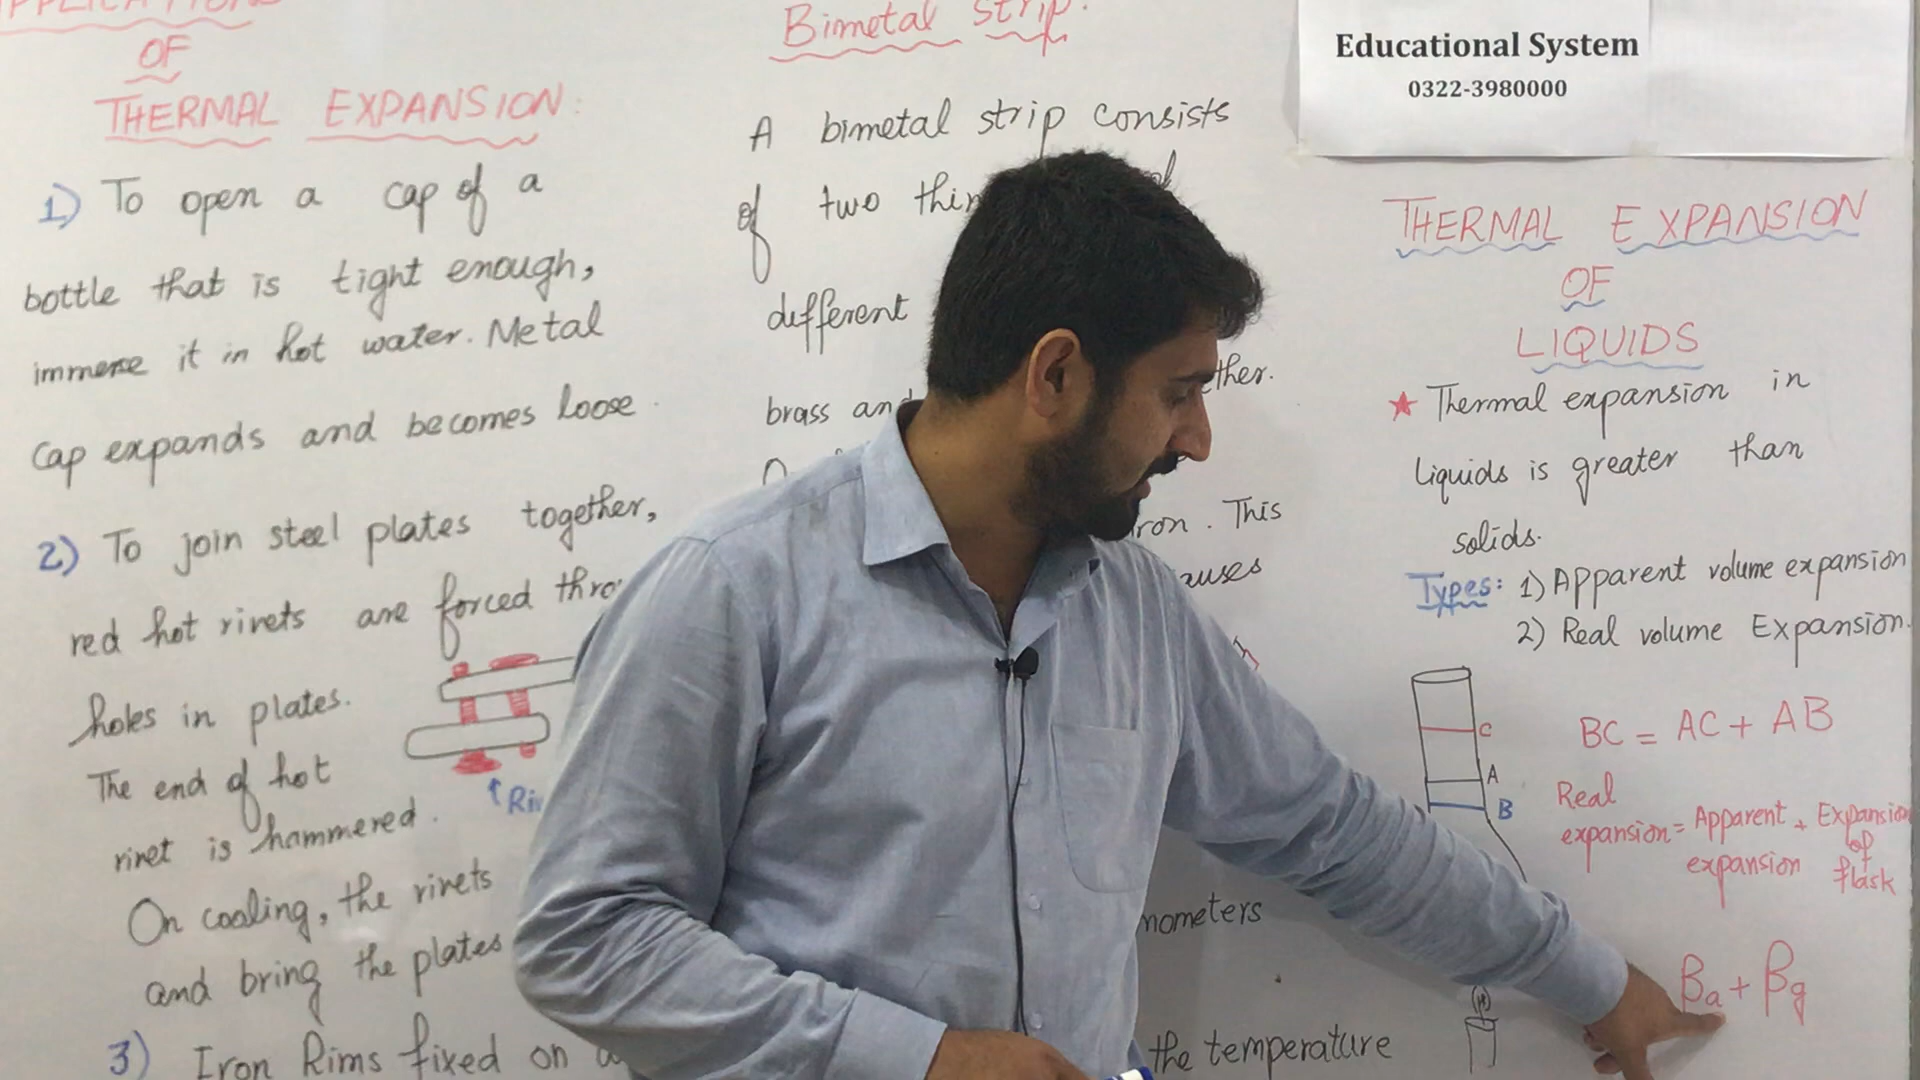 OF
THERMAL EXPANSION:
1) To open a cap of a
bottle that is tight enough,
immerse it in hot water. Metal
cap expands and becomes loose.
2) To join steel plates together,
red hot rivets are forced thro
holes in plates.
The end of hot
rivet is hammered.
↑ Riv
On cooling, the rivets
and bring the plates
3) Iron Rims fixed on
Bimetal strip:
A bimetal strip consists
of two thin of
different
ther.
brass and
ron. This
auses
mometers
the temperature
Educational System
0322-3980000
THERMAL EXPANSION
OF
LIQUIDS
★ Thermal expansion in
liquids is greater than
solids.
Types: 1) Apparent volume expansion
2) Real volume Expansion.
C
A
B
BC = AC + AB
Real
expansion = Apparent + Expansion
expansion of
flask
βa + βg